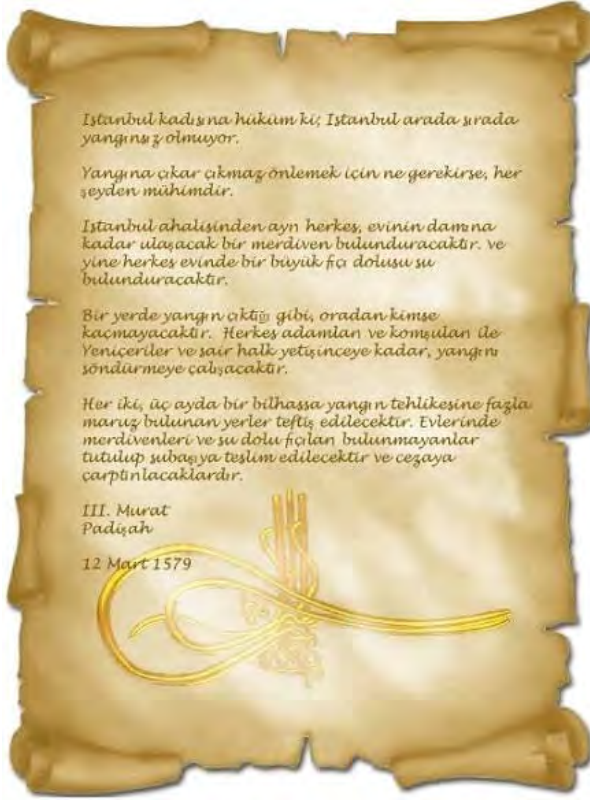 Istanbul kadısına hüküm ki; Istanbul arada sırada
yangınsız olmuyor.
Yangına çıkar çıkmaz önlemek için ne gerekirse, her
şeyden mühimdir.
Istanbul ahalisinden ayrı herkes, evinin damına
kadar ulaşacak bir merdiven bulunduracaktır. ve
yine herkes evinde bir büyük fıçı dolusu su
bulunduracaktır.
Bir yerde yangın çıktığı gibi, oradan kimse
kaçmayacaktır. Herkes adamları ve komşuları ile
Yeniçeriler ve sair halk yetişinceye kadar, yangını
söndürmeye çalışacaktır.
Her iki, üç ayda bir bilhassa yangın tehlikesine fazla
maruz bulunan yerler teftiş edilecektir. Evlerinde
merdivenleri ve su dolu fıçıları bulunmayanlar
tutulup subaşıya teslim edilecektir ve cezaya
çarptırılacaklardır.
III. Murat
Padişah
12 Mart 1579